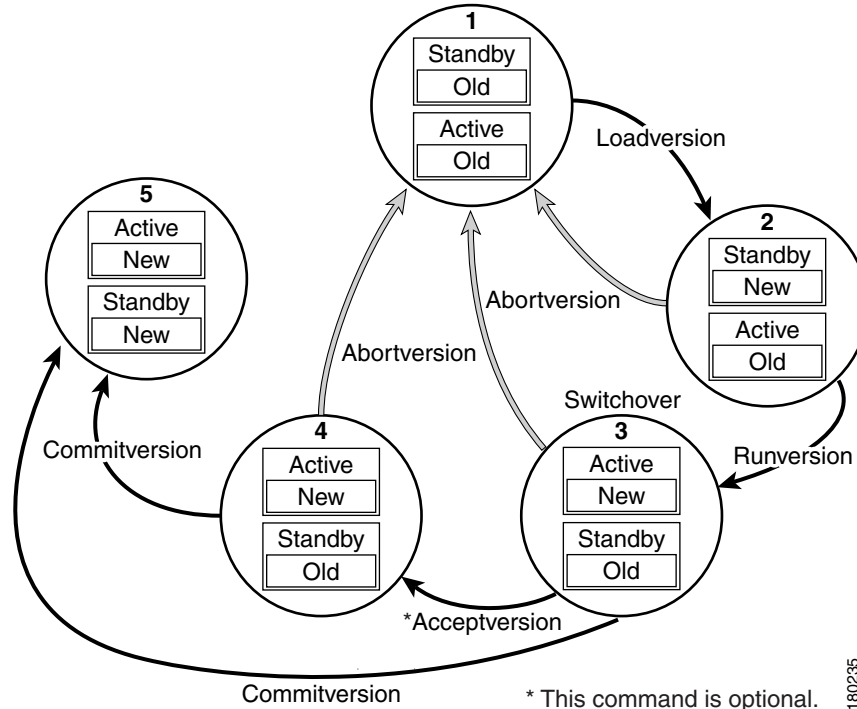 1
Standby
Old
Active
Old
Loadversion
2
Standby
New
Active
Old
5
Active
New
Standby
New
Abortversion
Abortversion
Switchover
3
Active
New
Standby
Old
Runversion
4
Active
New
Standby
Old
Commitversion
*Acceptversion
Commitversion
* This command is optional.
180235